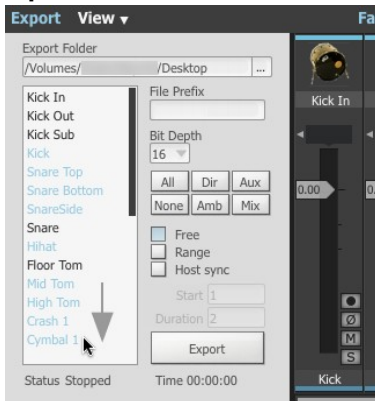 Export View ▼ Fa
Export Folder
/Volumes/ /Desktop ...
Kick In
Kick Out
Kick Sub
Kick
Snare Top
Snare Bottom
SnareSide
Snare
Hihat
Floor Tom
Mid Tom
High Tom
Crash 1
Cymbal 1
File Prefix
Bit Depth
16
All Dir Aux
None Amb Mix
Free
Range
Host sync
Start 1
Duration 2
Export
Status Stopped Time 00:00:00
Kick In
0.00 0.
Ø
M
S
Kick